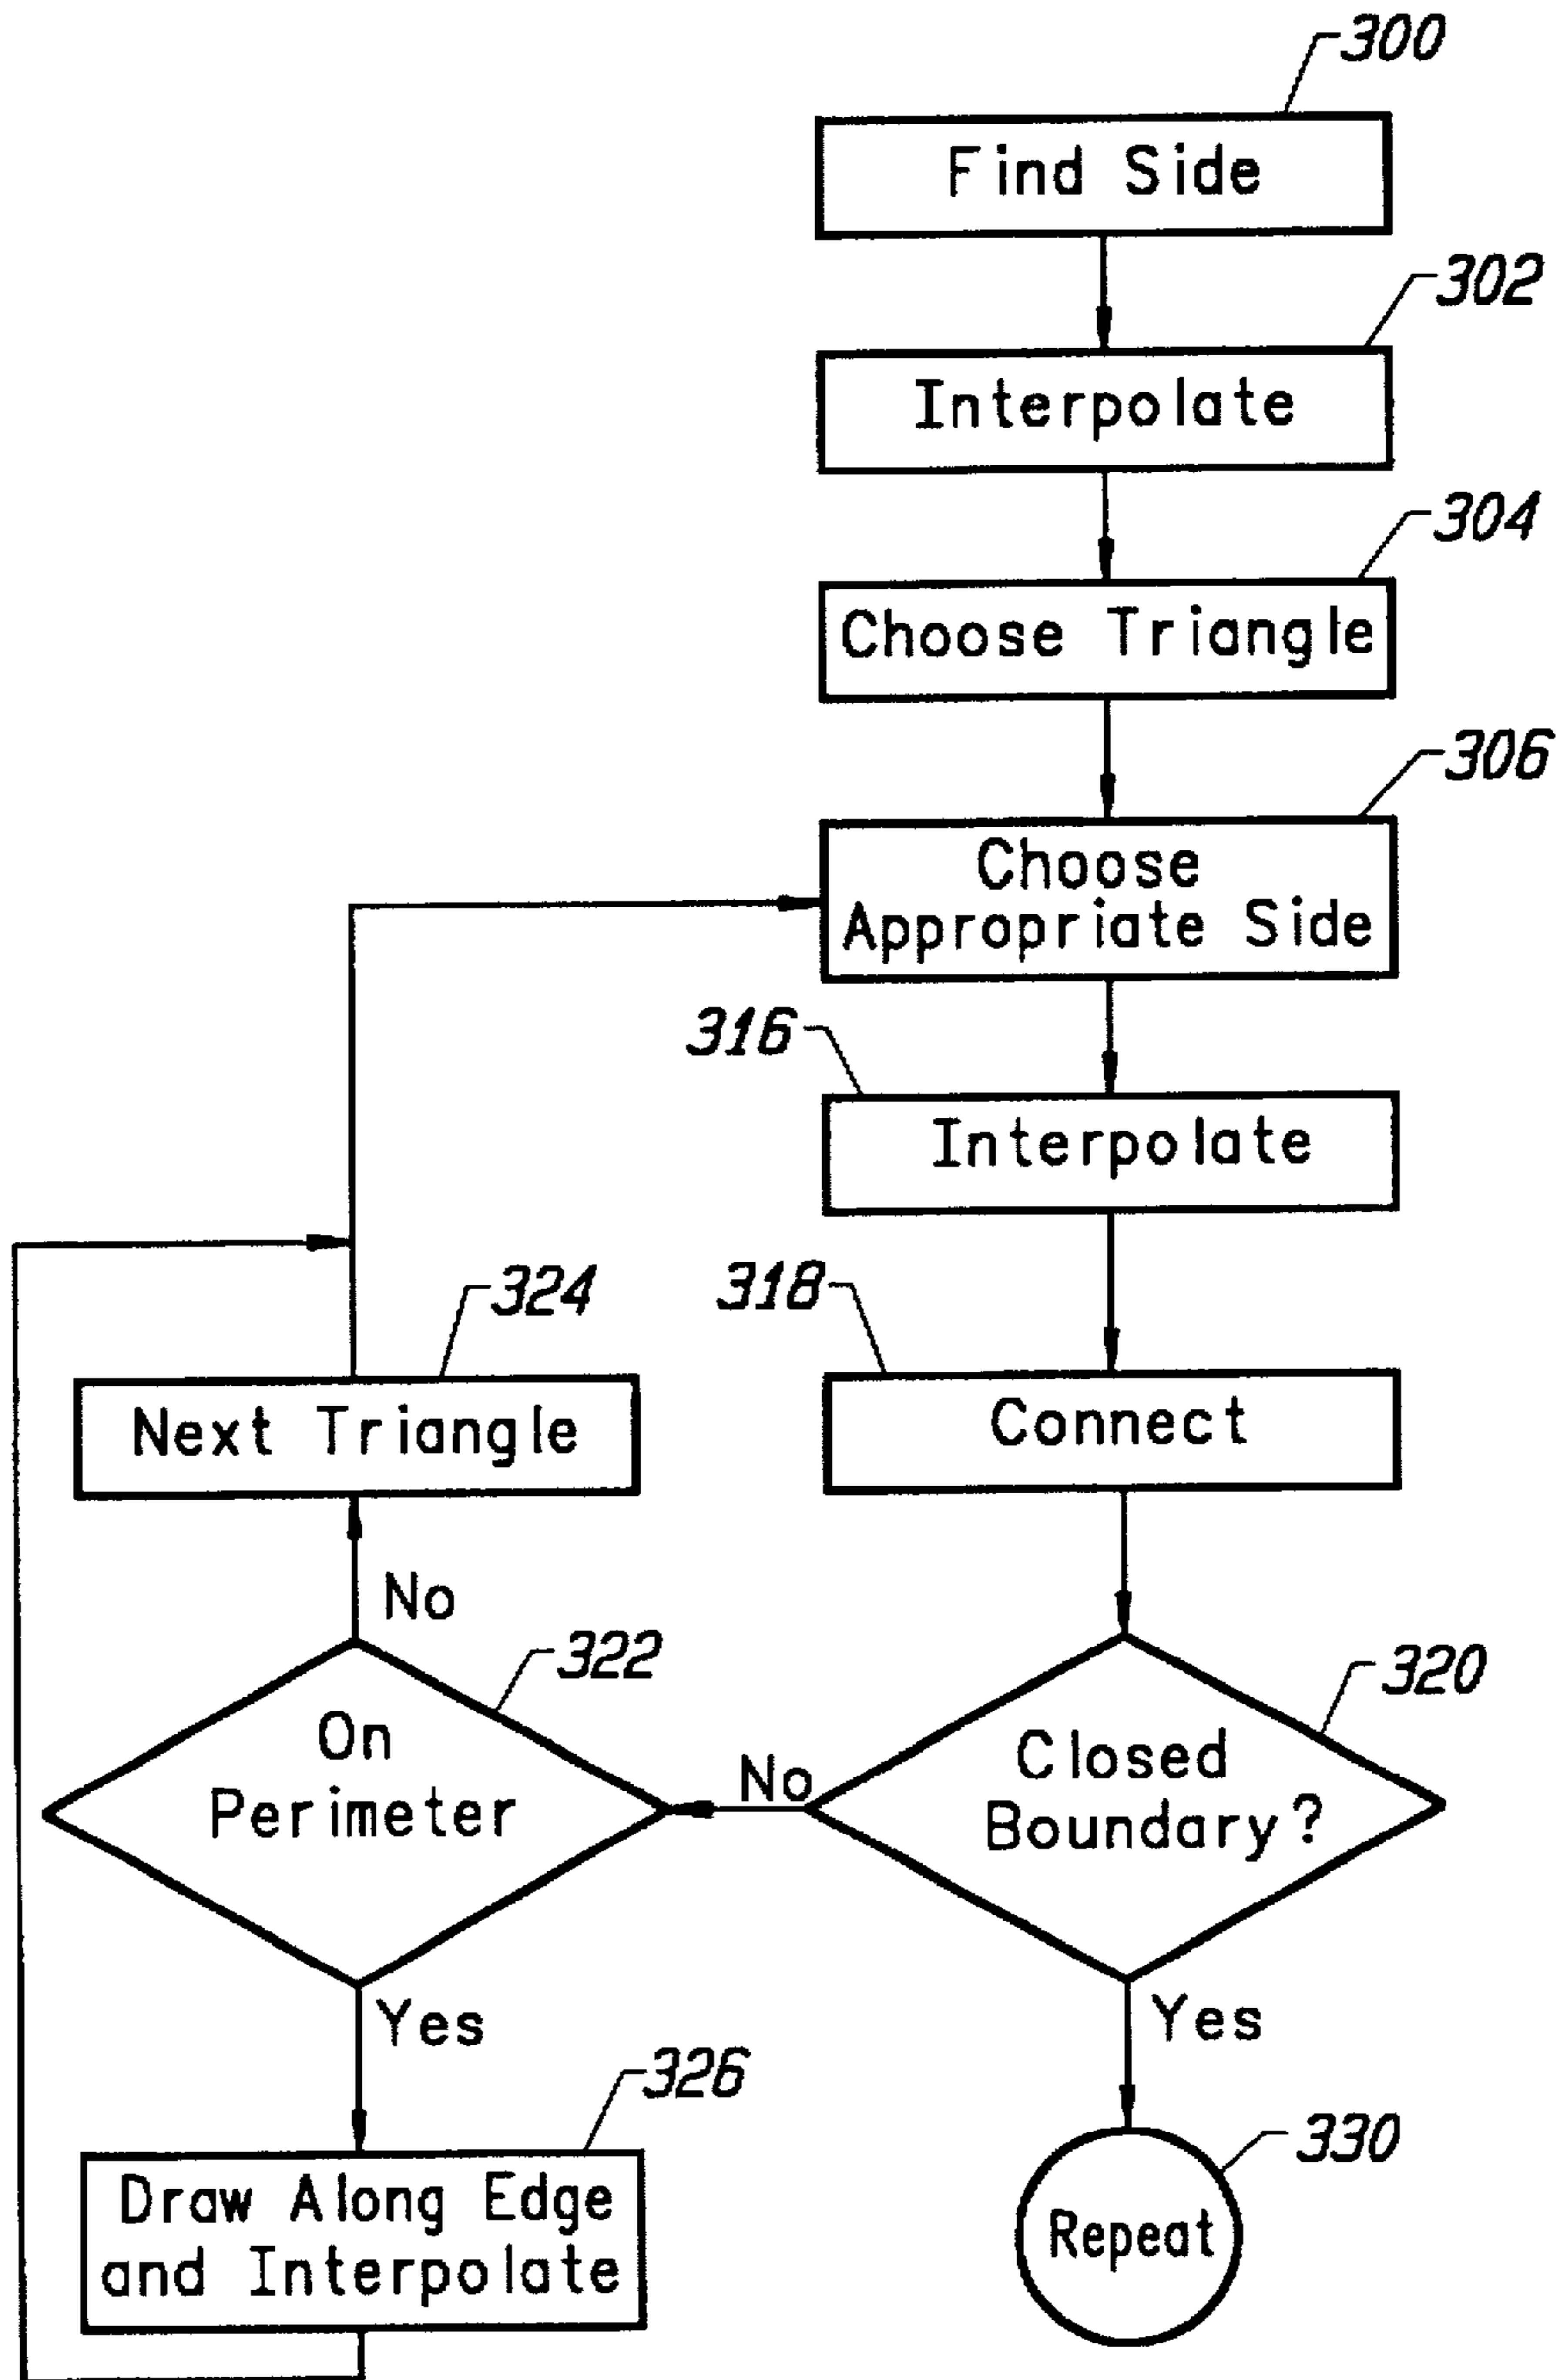 300
Find Side
302
Interpolate
304
Choose Triangle
306
Choose
Appropriate Side
316
Interpolate
324
318
Next Triangle
Connect
No
322
320
On
Perimeter
No
Closed
Boundary?
Yes
Yes
326
330
Draw Along Edge
and Interpolate
Repeat